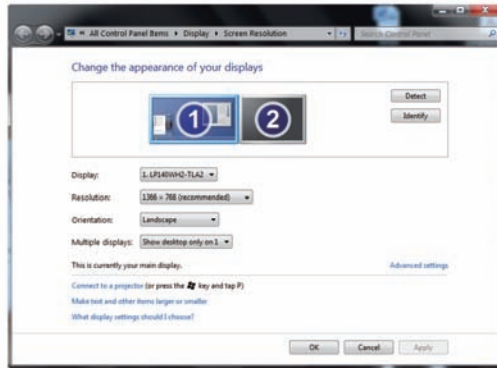 All Control Panel Items ▸ Display ▸ Screen Resolution
Search Control Panel
Change the appearance of your displays
1
2
Detect
Identify
Display: 1. LP140WH2-TLA2
Resolution: 1366 × 768 (recommended)
Orientation: Landscape
Multiple displays: Show desktop only on 1
This is currently your main display.
Advanced settings
Connect to a projector (or press the key and tap P)
Make text and other items larger or smaller
What display settings should I choose?
OK
Cancel
Apply